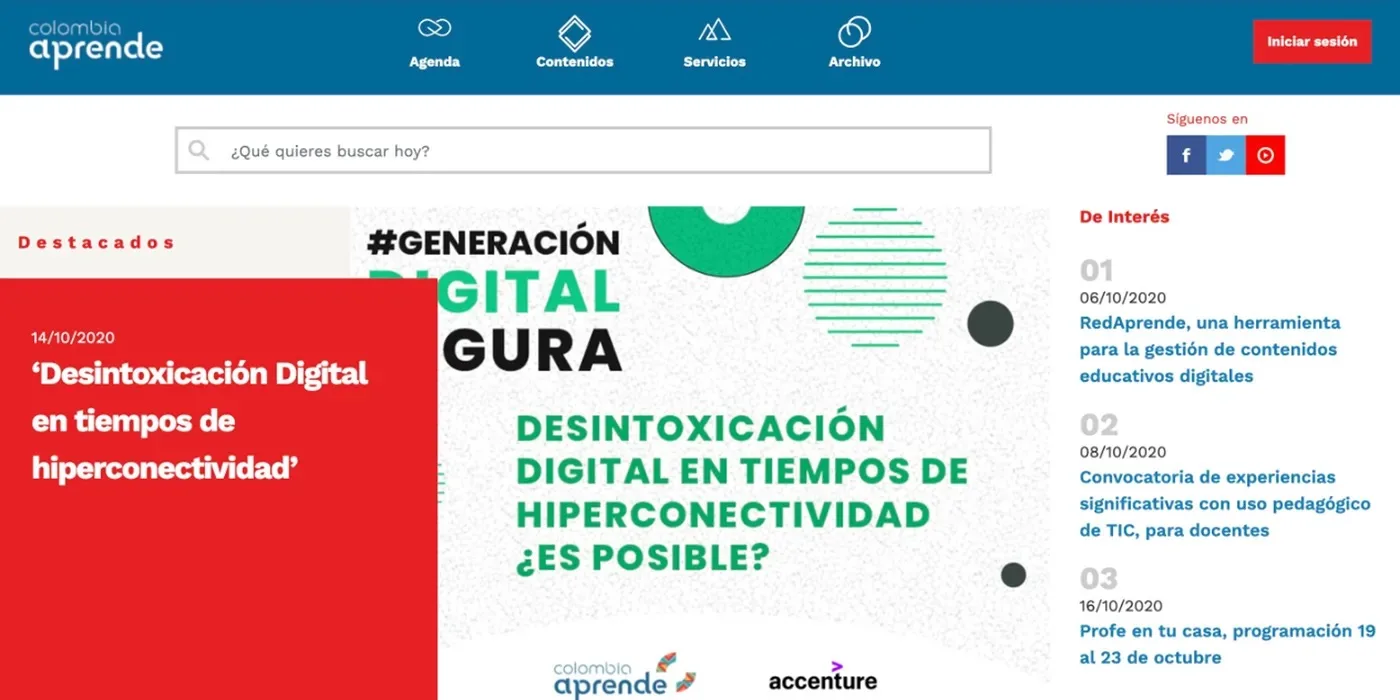 colombia
aprende
Agenda
Contenidos
Servicios
Archivo
Iniciar sesión
¿Qué quieres buscar hoy?
Síguenos en
Destacados
14/10/2020
‘Desintoxicación Digital
en tiempos de
hiperconectividad’
#GENERACIÓN
DIGITAL
GURA
DESINTOXICACIÓN
DIGITAL EN TIEMPOS DE
HIPERCONECTIVIDAD
¿ES POSIBLE?
colombia
aprende
accenture
De Interés
01
06/10/2020
RedAprende, una herramienta
para la gestión de contenidos
educativos digitales
02
08/10/2020
Convocatoria de experiencias
significativas con uso pedagógico
de TIC, para docentes
03
16/10/2020
Profe en tu casa, programación 19
al 23 de octubre